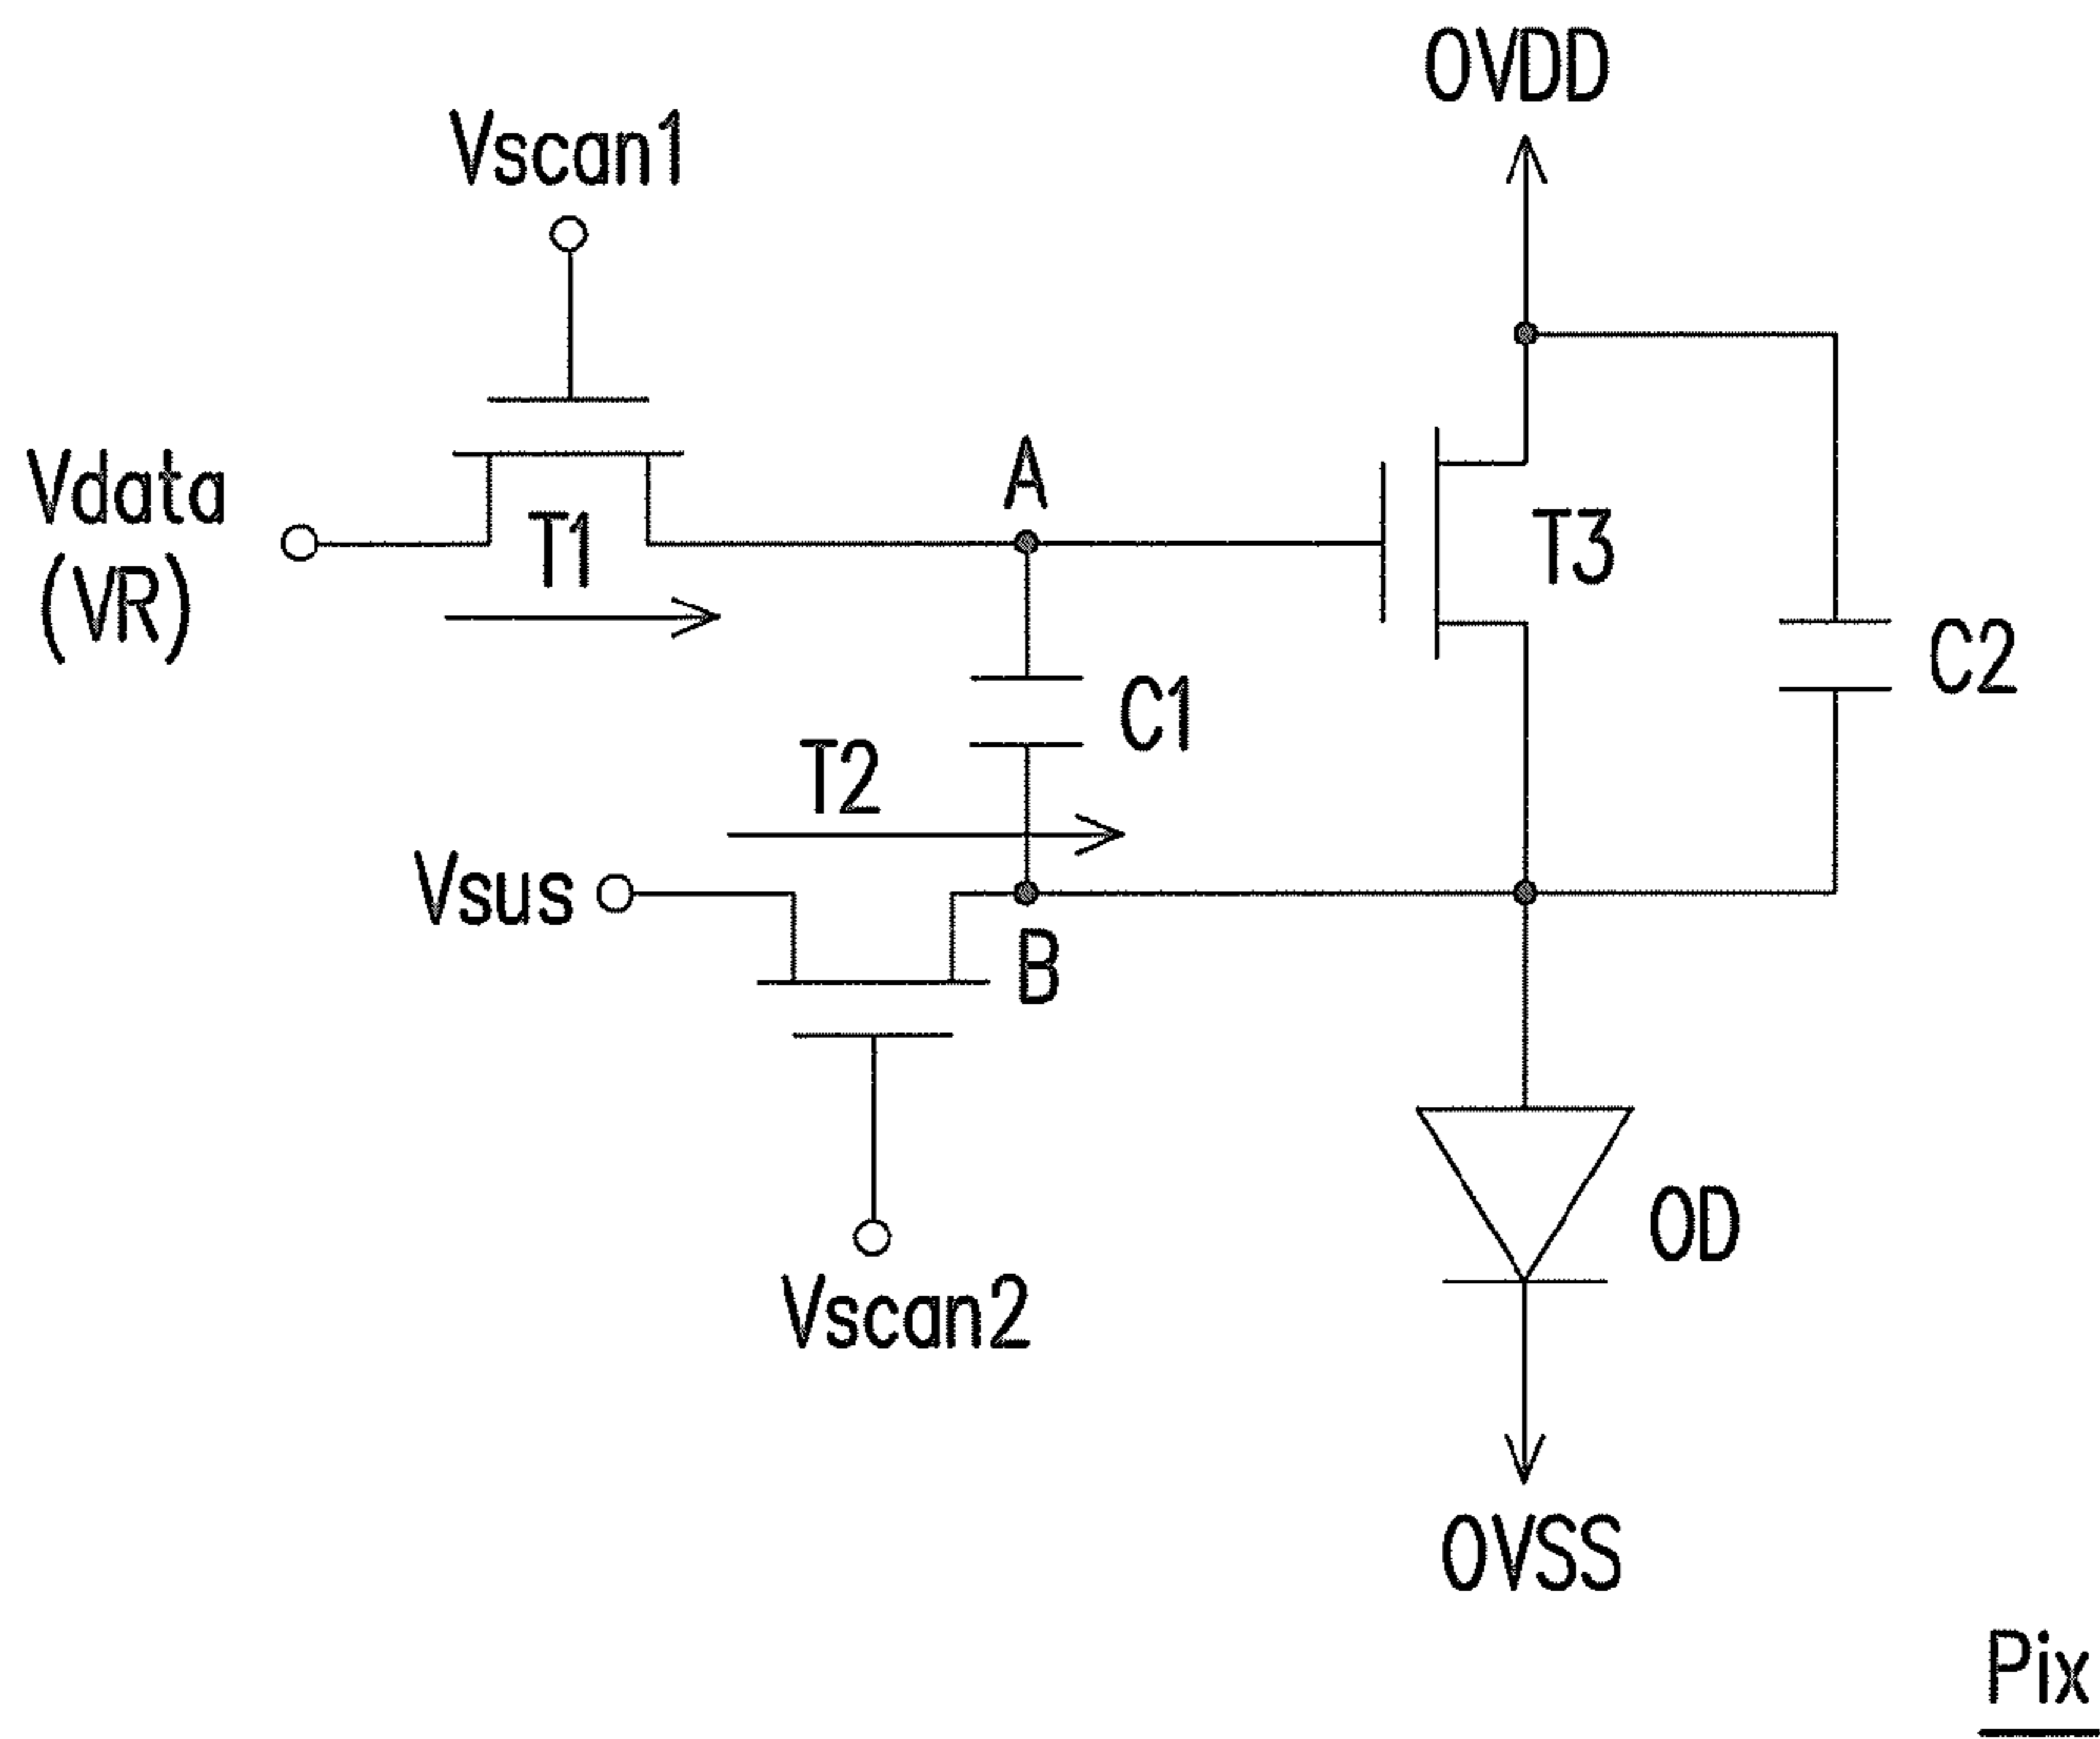 OVDD
Vscan1
Vdata
(VR)
T1
A
T3
C1
C2
T2
Vsus
B
OD
Vscan2
OVSS
Pix